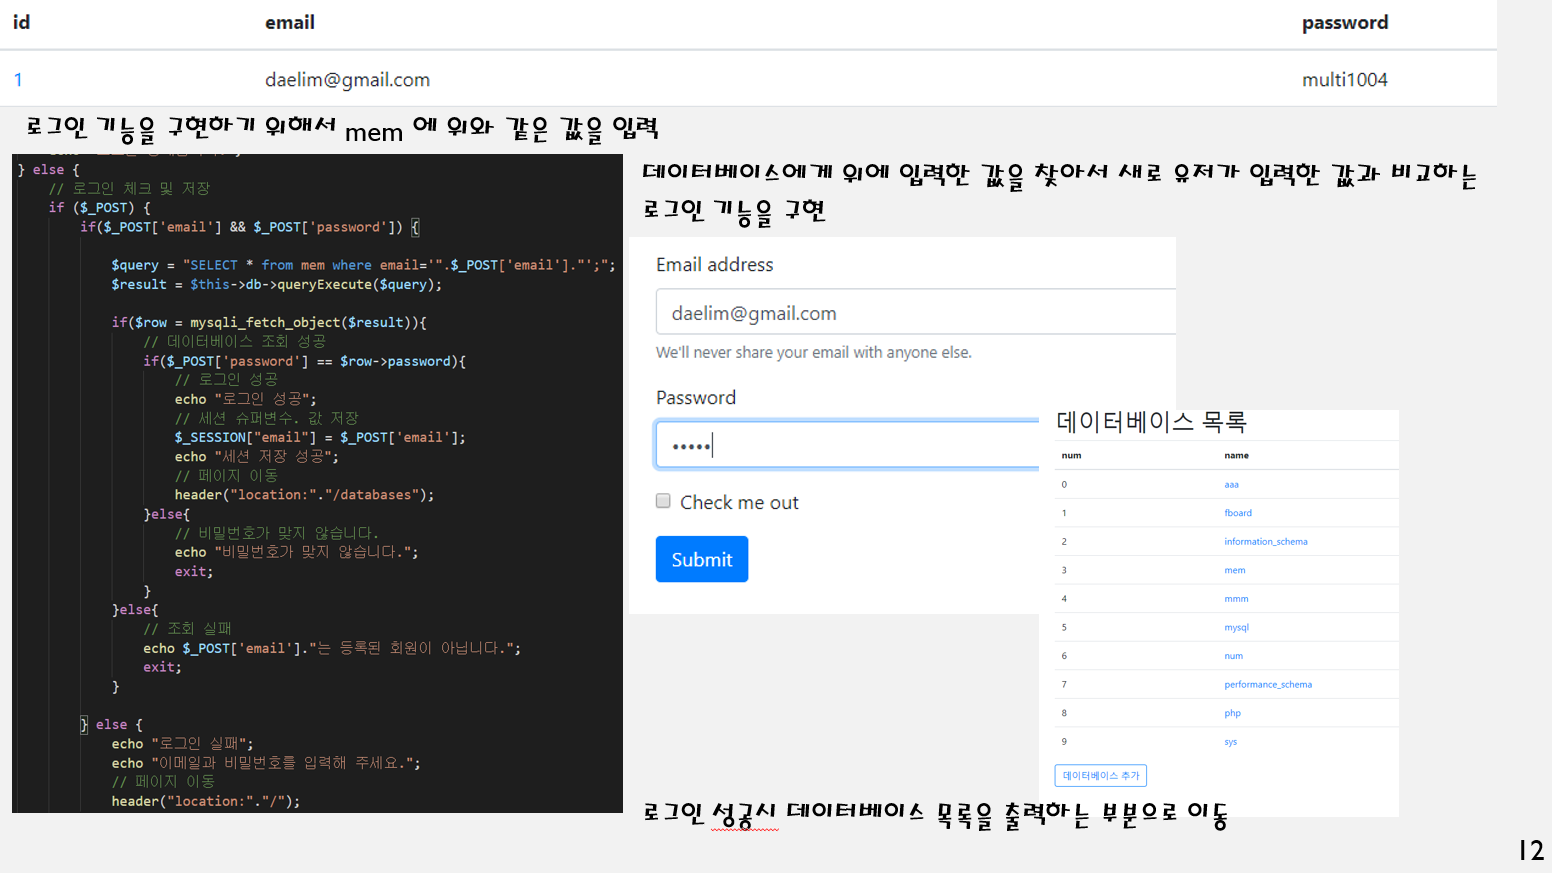 id email password
1 daelim@gmail.com multi1004
로그인 기능을 구현하기 위해서 mem 에 위와 같은 값을 입력
} else {
// 로그인 체크 및 저장
if ($_POST) {
if($_POST['email'] && $_POST['password']) {
$query = "SELECT * from mem where email='".$_POST['email']."';";
$result = $this->db->queryExecute($query);
if($row = mysqli_fetch_object($result)){
// 데이터베이스 조회 성공
if($_POST['password'] == $row->password){
// 로그인 성공
echo "로그인 성공";
// 세션 슈퍼변수. 값 저장
$_SESSION["email"] = $_POST['email'];
echo "세션 저장 성공";
// 페이지 이동
header("location:"."/databases");
}else{
// 비밀번호가 맞지 않습니다.
echo "비밀번호가 맞지 않습니다.";
exit;
}
}else{
// 조회 실패
echo $_POST['email']."는 등록된 회원이 아닙니다.";
exit;
}
} else {
echo "로그인 실패";
echo "이메일과 비밀번호를 입력해 주세요.";
// 페이지 이동
header("location:"."/");
데이터베이스에게 위에 입력한 값을 찾아서 새로 유저가 입력한 값과 비교하는
로그인 기능을 구현
Email address
daelim@gmail.com
We'll never share your email with anyone else.
Password
•••••
Check me out
Submit
데이터베이스 목록
num name
0 aaa
1 fboard
2 information_schema
3 mem
4 mmm
5 mysql
6 num
7 performance_schema
8 php
9 sys
데이터베이스 추가
로그인 성공시 데이터베이스 목록을 출력하는 부분으로 이동
12